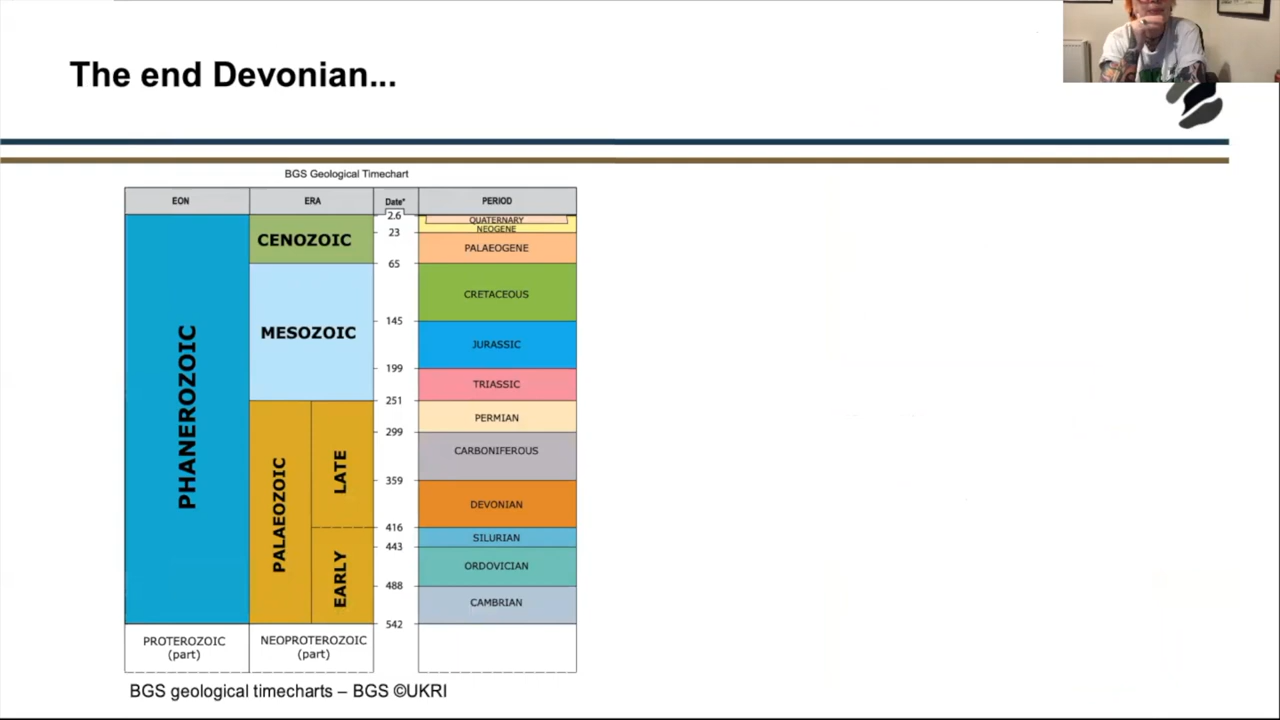 The end Devonian...
BGS Geological Timechart
EON
ERA
Date*
PERIOD
PHANEROZOIC
CENOZOIC
MESOZOIC
PALAEOZOIC
LATE
EARLY
2.6
23
65
145
199
251
299
359
416
443
488
542
QUATERNARY
NEOGENE
PALAEOGENE
CRETACEOUS
JURASSIC
TRIASSIC
PERMIAN
CARBONIFEROUS
DEVONIAN
SILURIAN
ORDOVICIAN
CAMBRIAN
PROTEROZOIC
(part)
NEOPROTEROZOIC
(part)
BGS geological timecharts – BGS ©UKRI